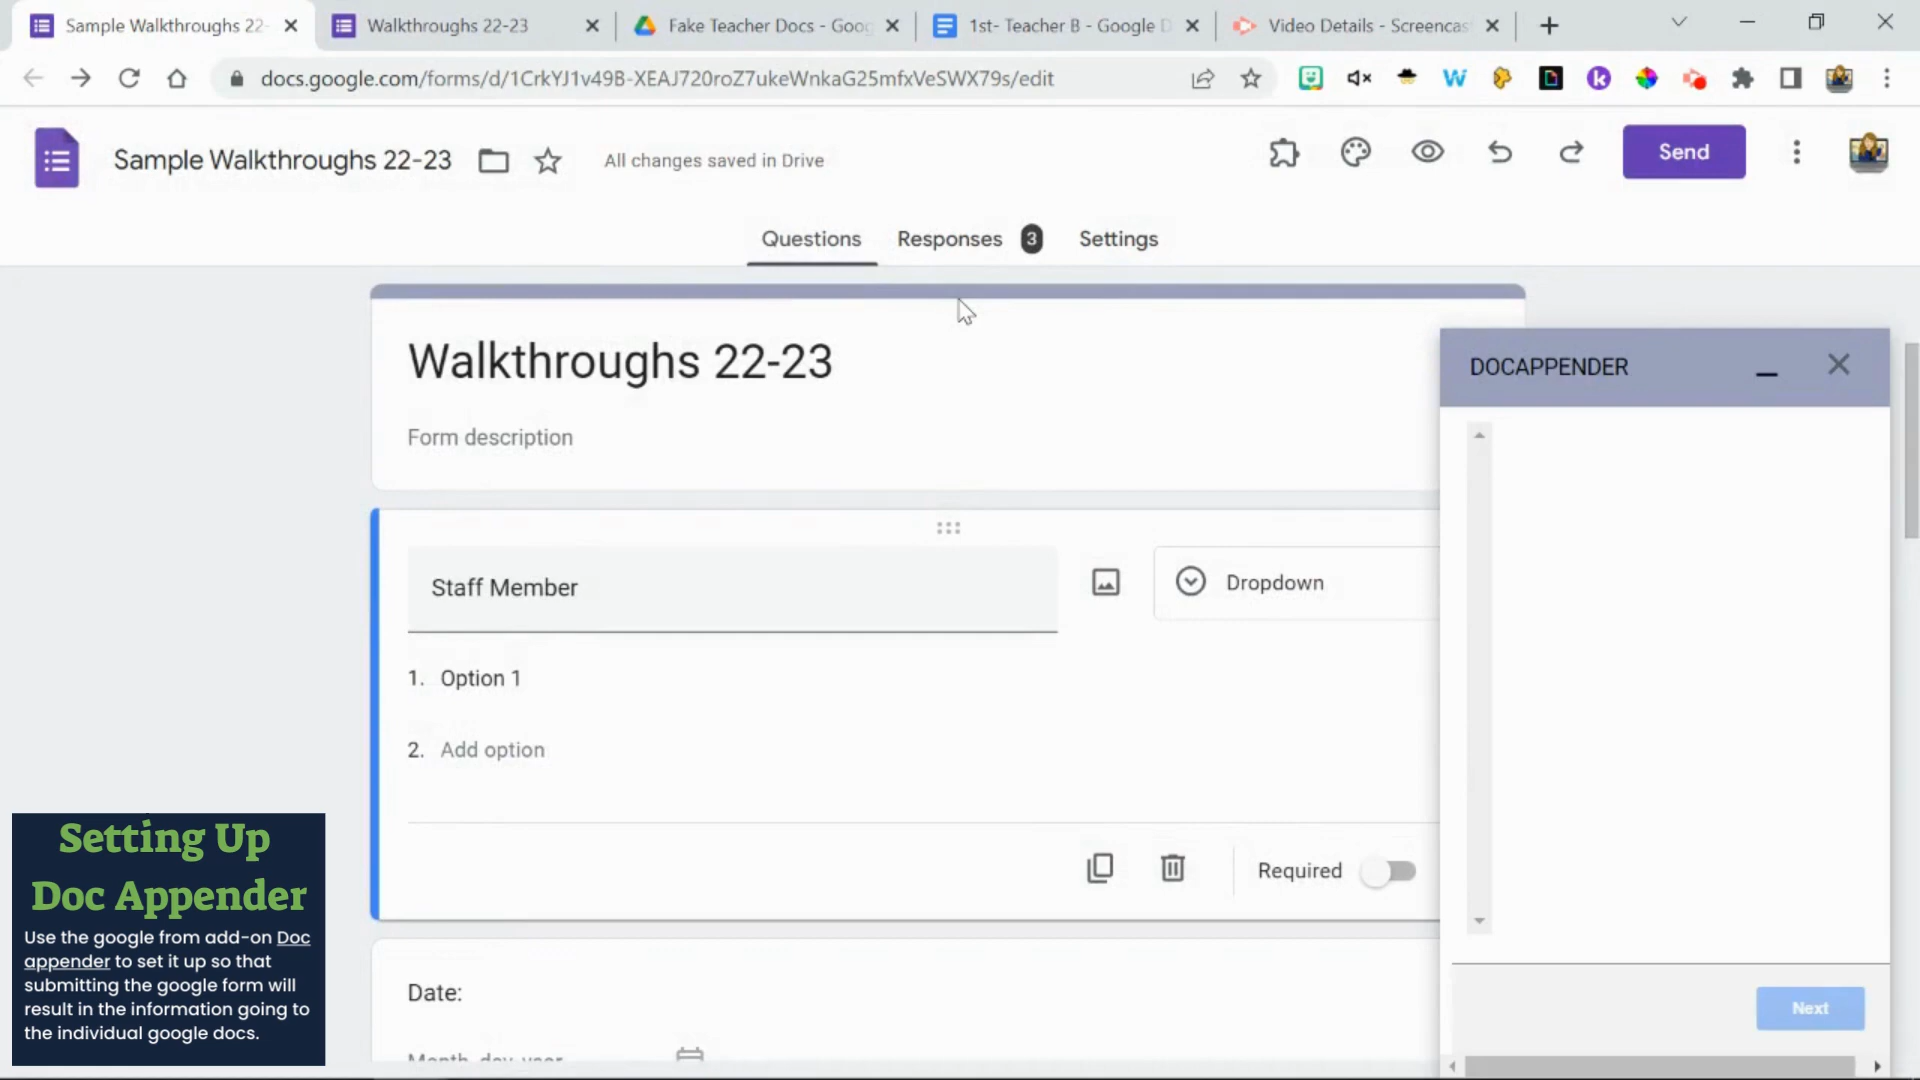 Sample Walkthroughs 22-
Walkthroughs 22-23
Fake Teacher Docs - Goog
1st- Teacher B - Google D
Video Details - Screencas
docs.google.com/forms/d/1CrkYJ1v49B-XEAJ720roZ7ukeWnkaG25mfxVeSWX79s/edit
Sample Walkthroughs 22-23
All changes saved in Drive
Send
Questions
Responses 3
Settings
Walkthroughs 22-23
Form description
DOCAPPENDER
Staff Member
Dropdown
1. Option 1
2. Add option
Required
Date:
Month, day, year
Next
Setting Up
Doc Appender
Use the google from add-on Doc
appender to set it up so that
submitting the google form will
result in the information going to
the individual google docs.